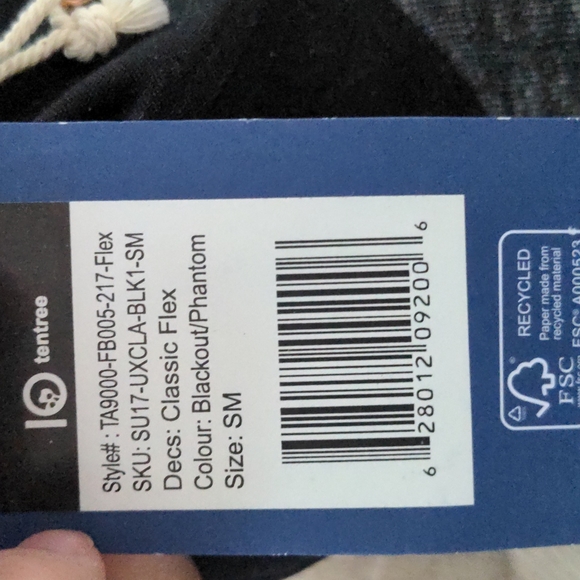 tentree
Style# : TA9000-FB005-217-Flex
SKU: SU17-UXCLA-BLK1-SM
Decs: Classic Flex
Colour: Blackout/Phantom
Size: SM
6 28012 09200 6
RECYCLED
Paper made from
recycled material
FSC